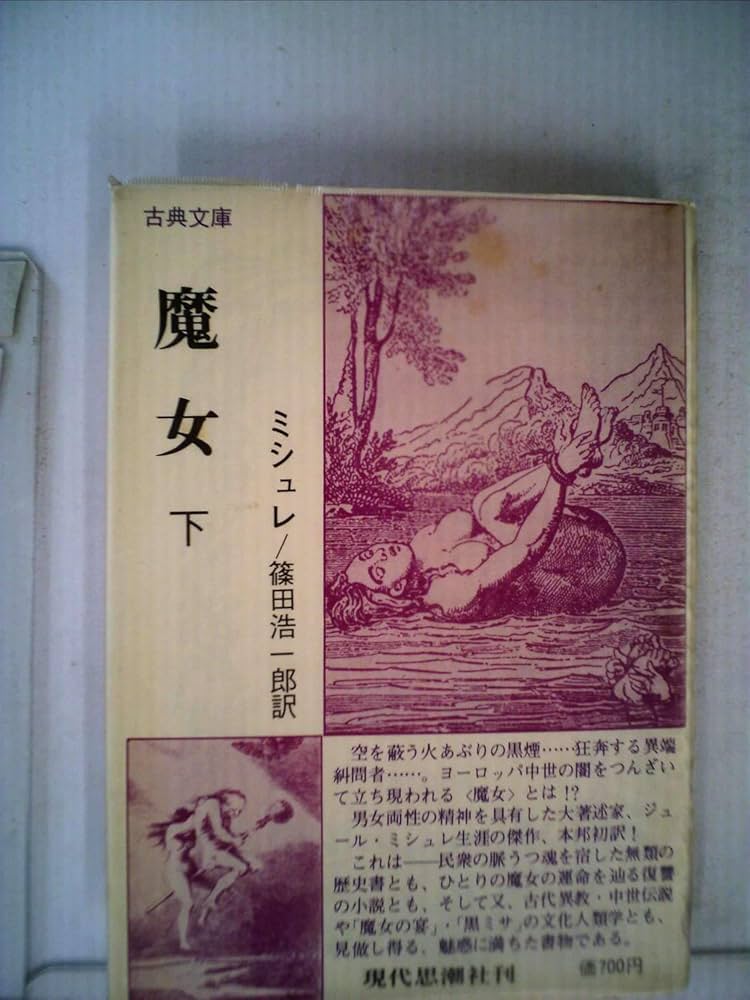 古典文庫
魔女 下
ミシュレ/篠田浩一郎訳
空を蔽う火あぶりの黒煙……狂奔する異端
糾問者……。ヨーロッパ中世の闇をつんざい
て立ち現われる〈魔女〉とは!?
男女両性の精神を具有した大著述家、ジュ
ール・ミシュレ生涯の傑作、本邦初訳!
これは――民衆の脈うつ魂を宿した無類の
歴史書とも、ひとりの魔女の運命を辿る復讐
の小説とも、そして又、古代異教・中世伝説
や「魔女の宴」・「黒ミサ」の文化人類学とも、
見做し得る、魅惑に満ちた書物である。
現代思潮社刊
価700円